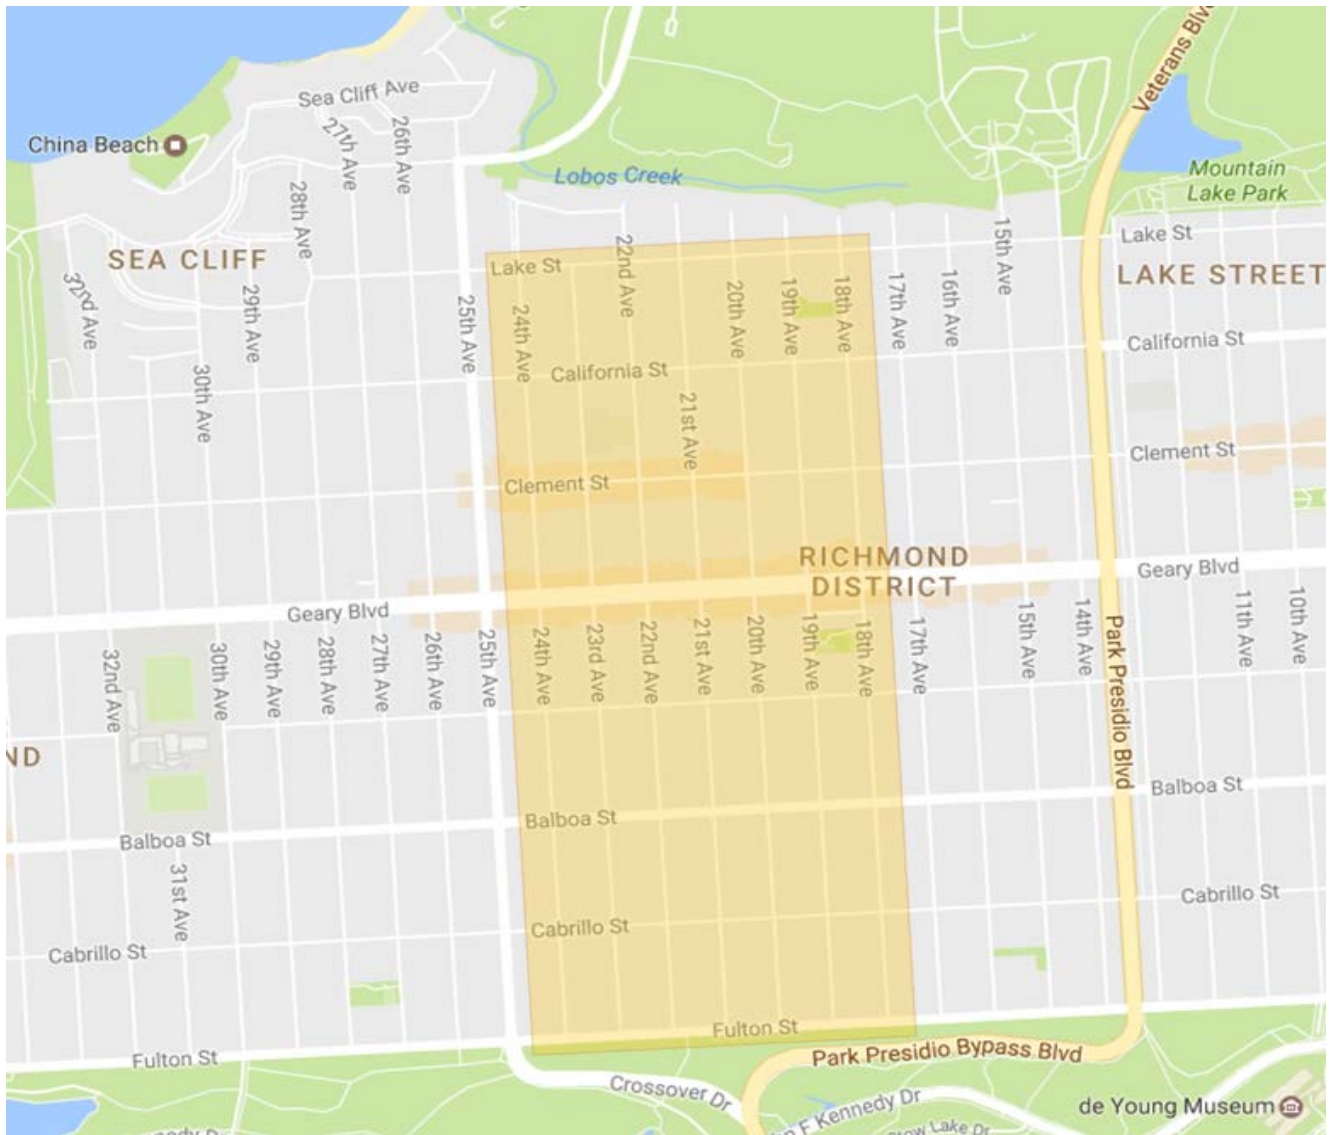 Veterans Blv
Sea Cliff Ave
27th Ave
26th Ave
China Beach
Lobos Creek
Mountain
Lake Park
28th Ave
22nd Ave
15th Ave
Lake St
SEA CLIFF
Lake St
LAKE STREET
32nd Ave
29th Ave
25th Ave
24th Ave
20th Ave
19th Ave
18th Ave
17th Ave
16th Ave
California St
30th Ave
California St
21st Ave
Clement St
Clement St
RICHMOND
DISTRICT
Geary Blvd
Geary Blvd
32nd Ave
30th Ave
29th Ave
28th Ave
27th Ave
26th Ave
25th Ave
24th Ave
23rd Ave
22nd Ave
21st Ave
20th Ave
19th Ave
18th Ave
17th Ave
15th Ave
14th Ave
11th Ave
10th Ave
Park Presidio Blvd
ND
Balboa St
Balboa St
Balboa St
31st Ave
Cabrillo St
Cabrillo St
Cabrillo St
Fulton St
Fulton St
Park Presidio Bypass Blvd
Crossover Dr
n F Kennedy Dr
de Young Museum
ow Lake Dr
nedy Dr